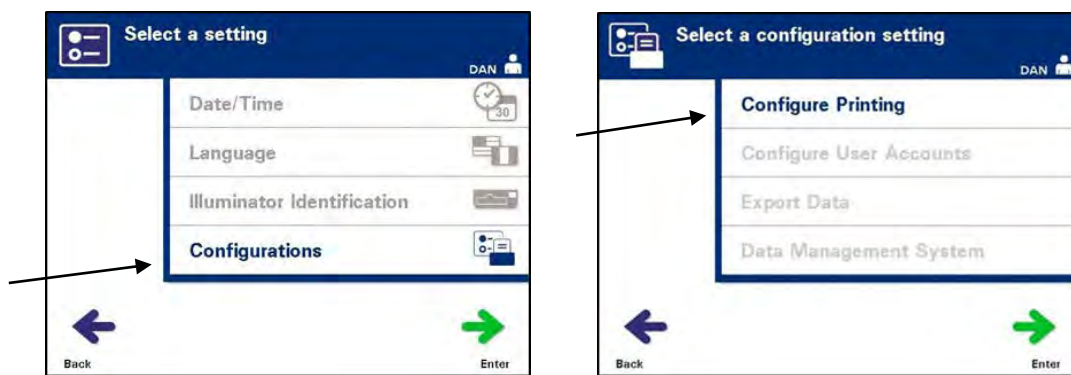 Select a setting
DAN
Date/Time
30
Language
Illuminator Identification
Configurations
Back
Enter
Select a configuration setting
DAN
Configure Printing
Configure User Accounts
Export Data
Data Management System
Back
Enter